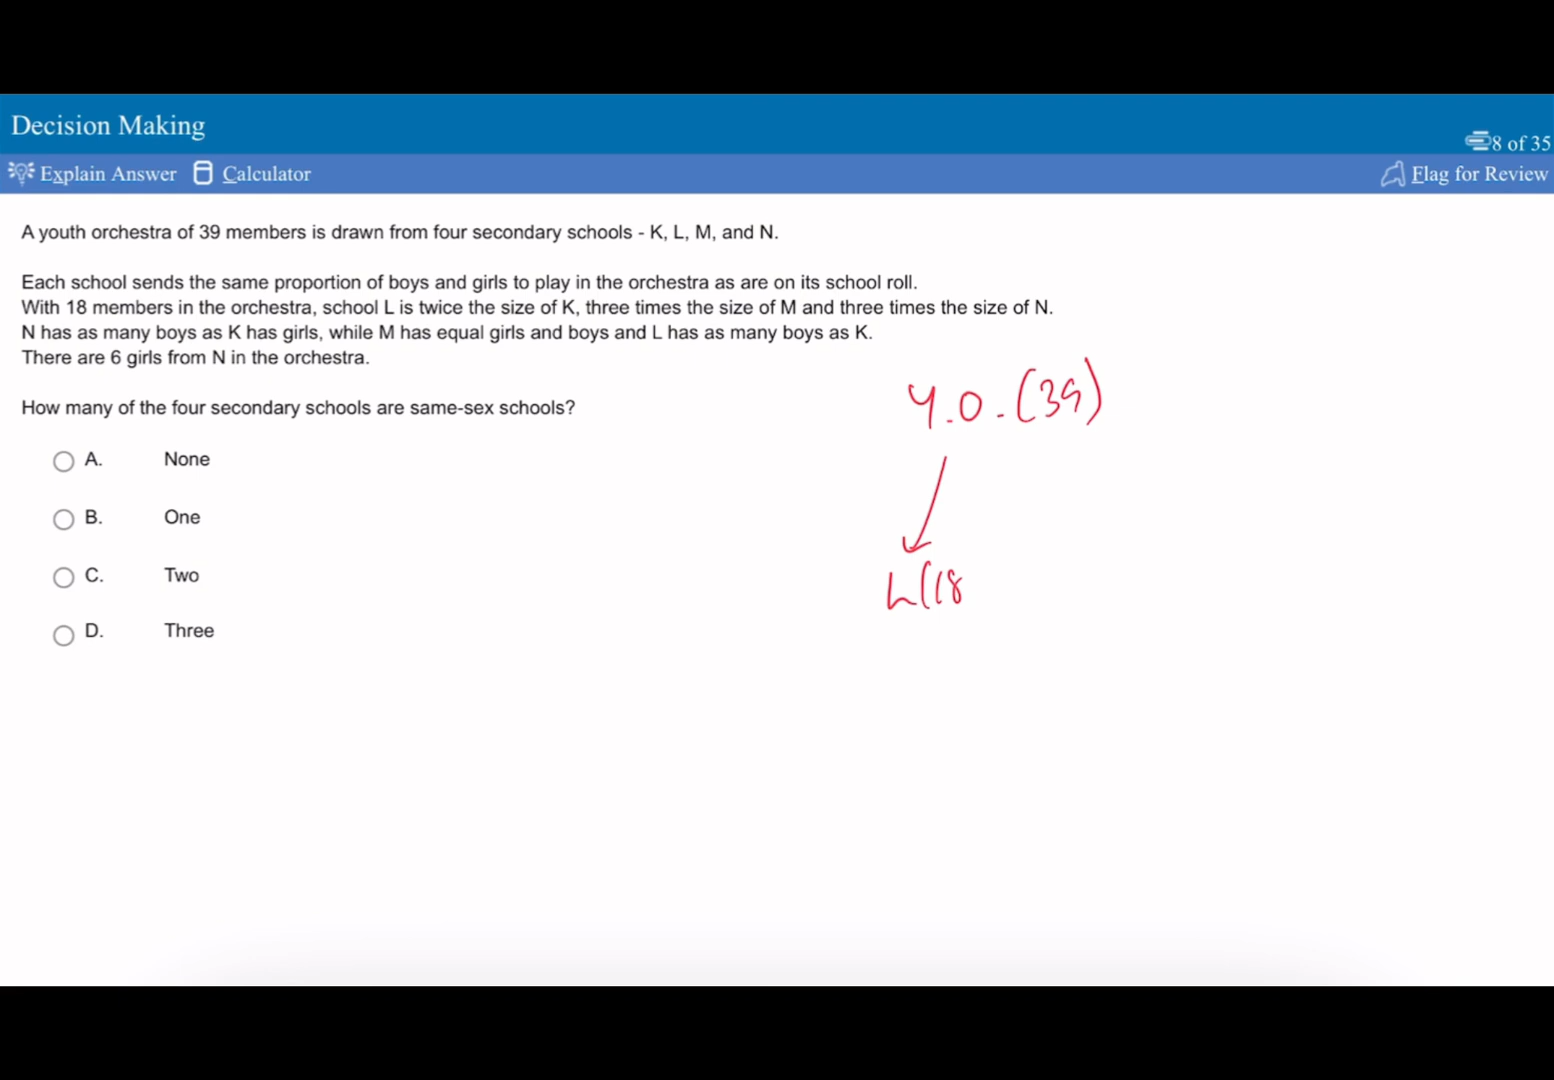 Decision Making
8 of 35
Explain Answer Calculator Flag for Review
A youth orchestra of 39 members is drawn from four secondary schools - K, L, M, and N.
Each school sends the same proportion of boys and girls to play in the orchestra as are on its school roll.
With 18 members in the orchestra, school L is twice the size of K, three times the size of M and three times the size of N.
N has as many boys as K has girls, while M has equal girls and boys and L has as many boys as K.
There are 6 girls from N in the orchestra.
How many of the four secondary schools are same-sex schools?
A. None
B. One
C. Two
D. Three
Y.O. (39)
L(18